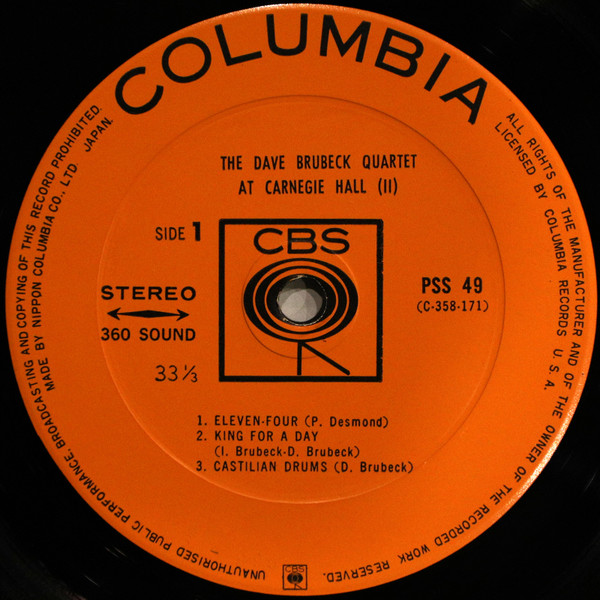 COLUMBIA
THE DAVE BRUBECK QUARTET
AT CARNEGIE HALL (II)
SIDE 1
CBS
STEREO
360 SOUND
33 ⅓
PSS 49
(C-358-171)
1. ELEVEN-FOUR (P. Desmond)
2. KING FOR A DAY
(I. Brubeck-D. Brubeck)
3. CASTILIAN DRUMS (D. Brubeck)
ALL RIGHTS OF THE MANUFACTURER AND OF THE OWNER OF THE RECORDED WORK RESERVED.
LICENSED BY COLUMBIA RECORDS U. S. A.
CBS
UNAUTHORISED PUBLIC PERFORMANCE, BROADCASTING AND COPYING OF THIS RECORD PROHIBITED.
MADE BY NIPPON COLUMBIA CO., LTD JAPAN.